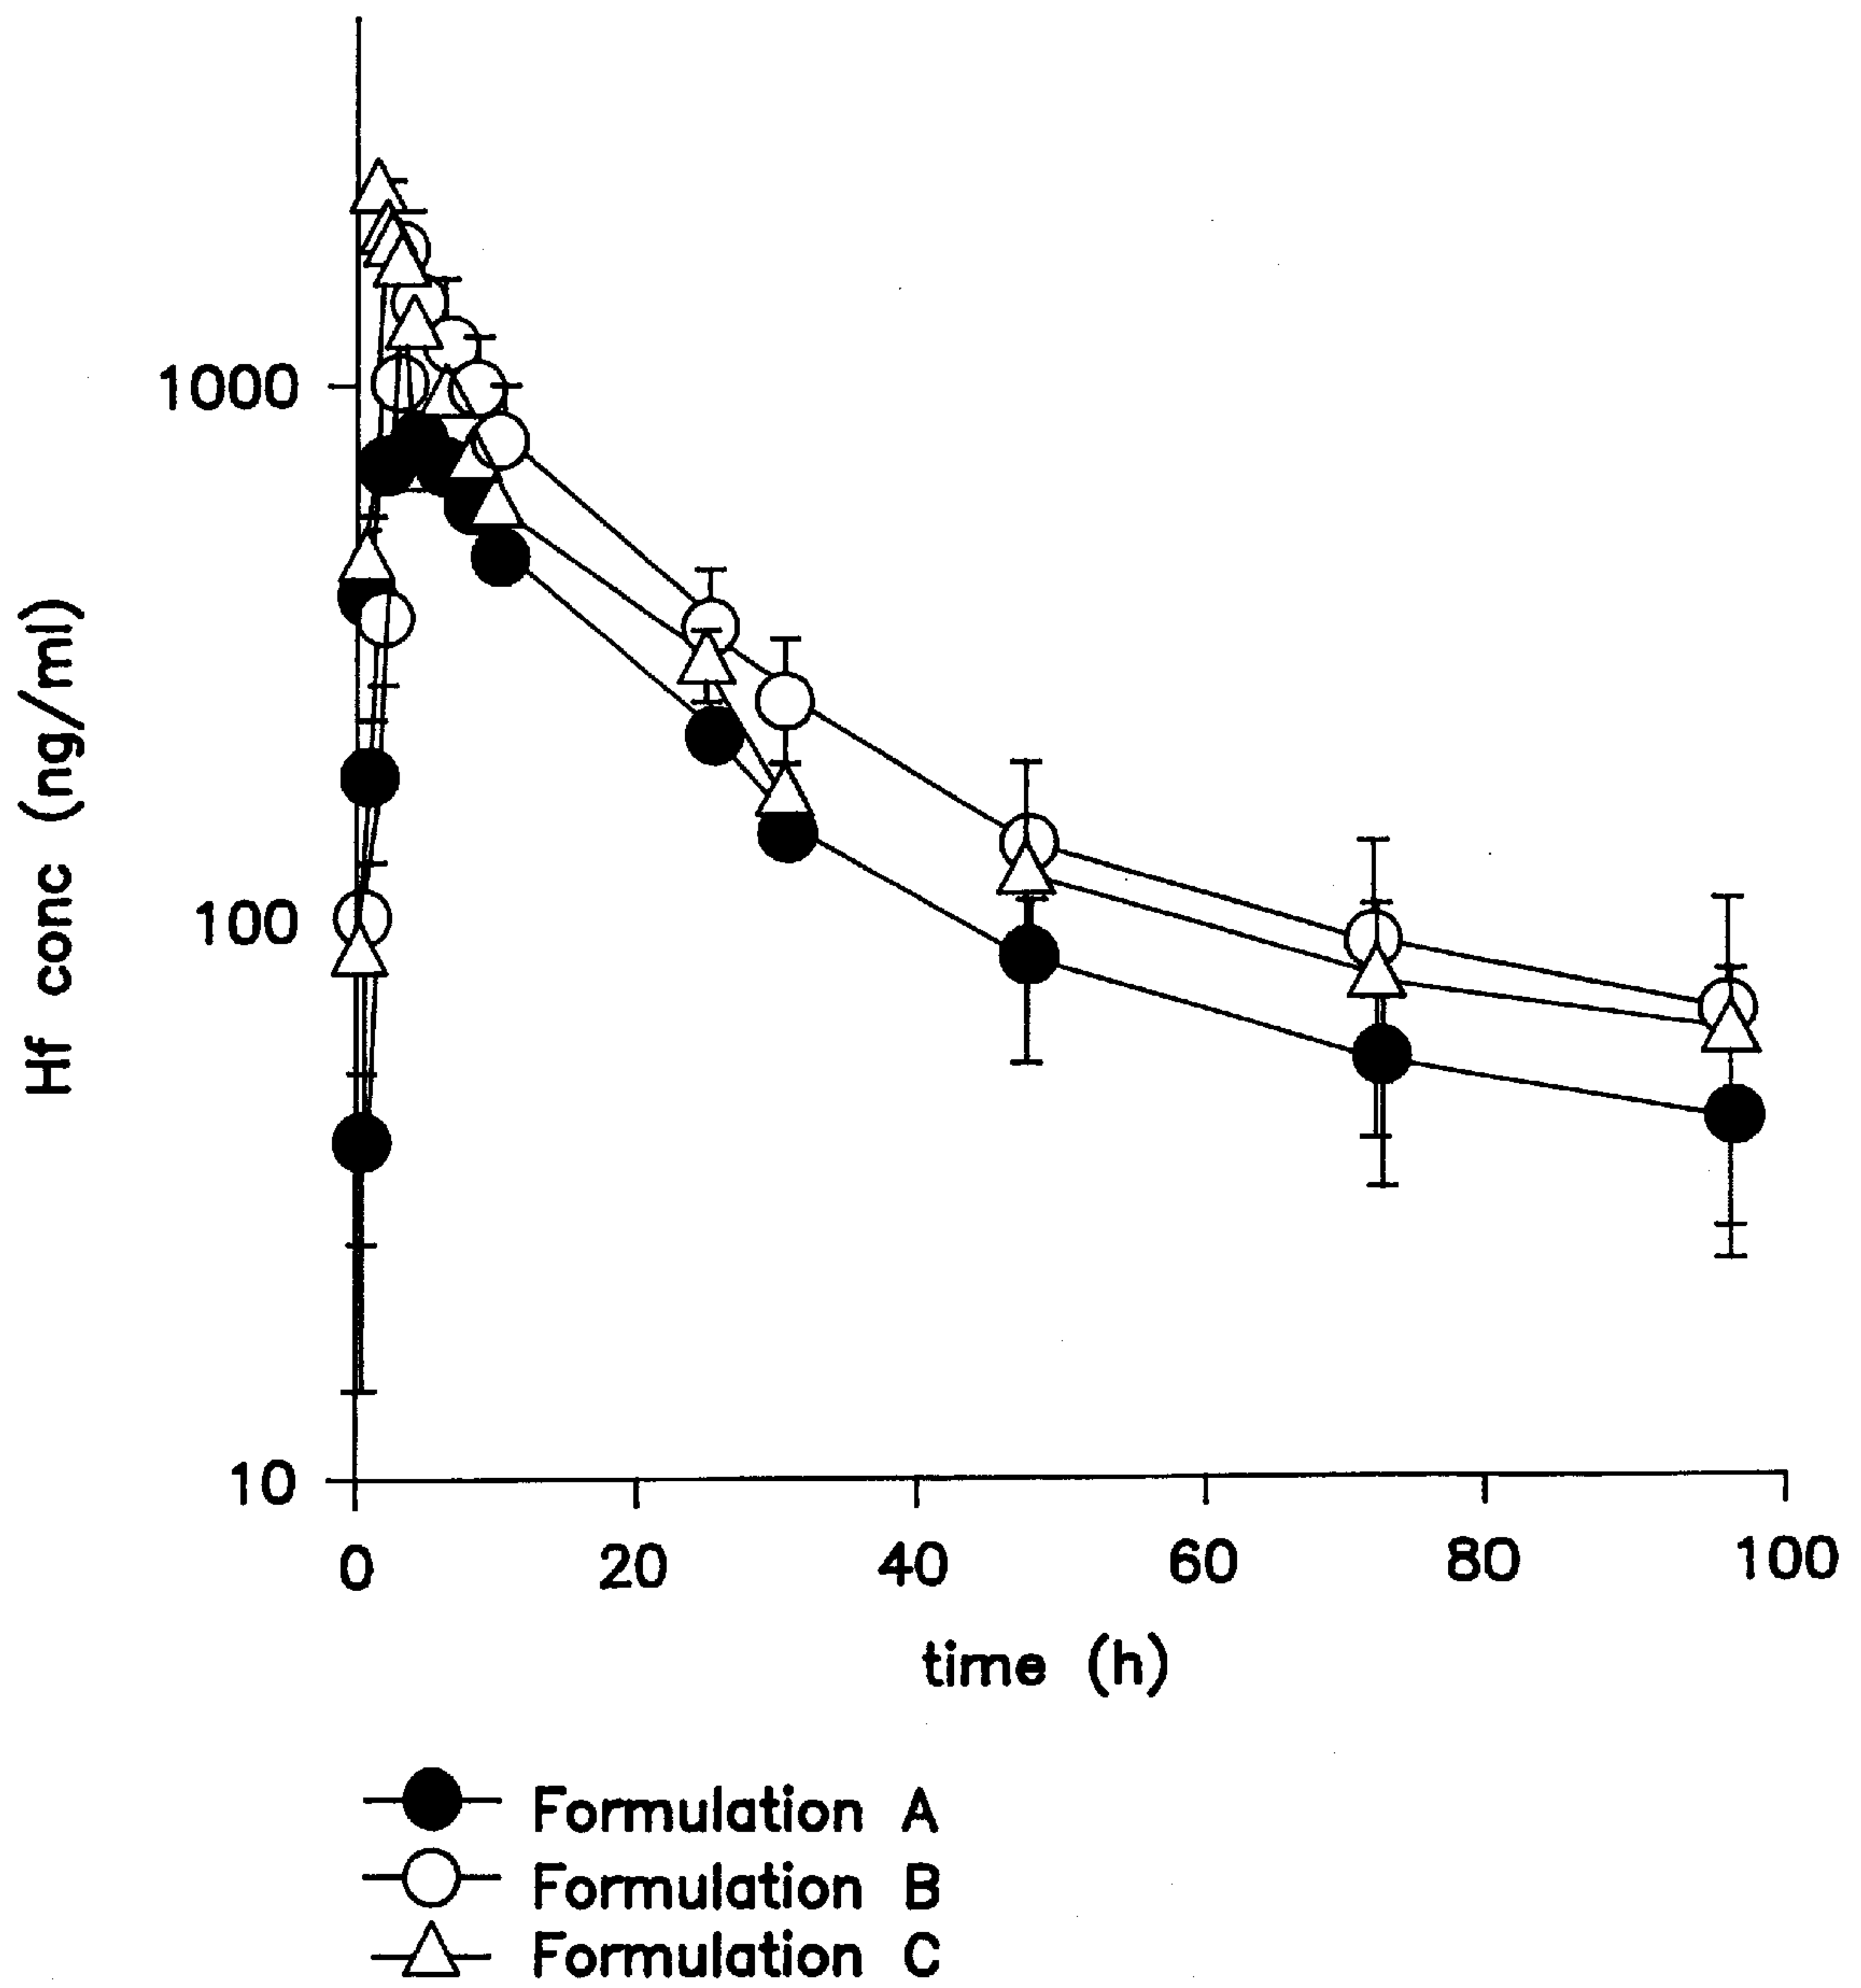 1000
100
10
Hf conc (ng/ml)
0 20 40 60 80 100
time (h)
Formulation A
Formulation B
Formulation C